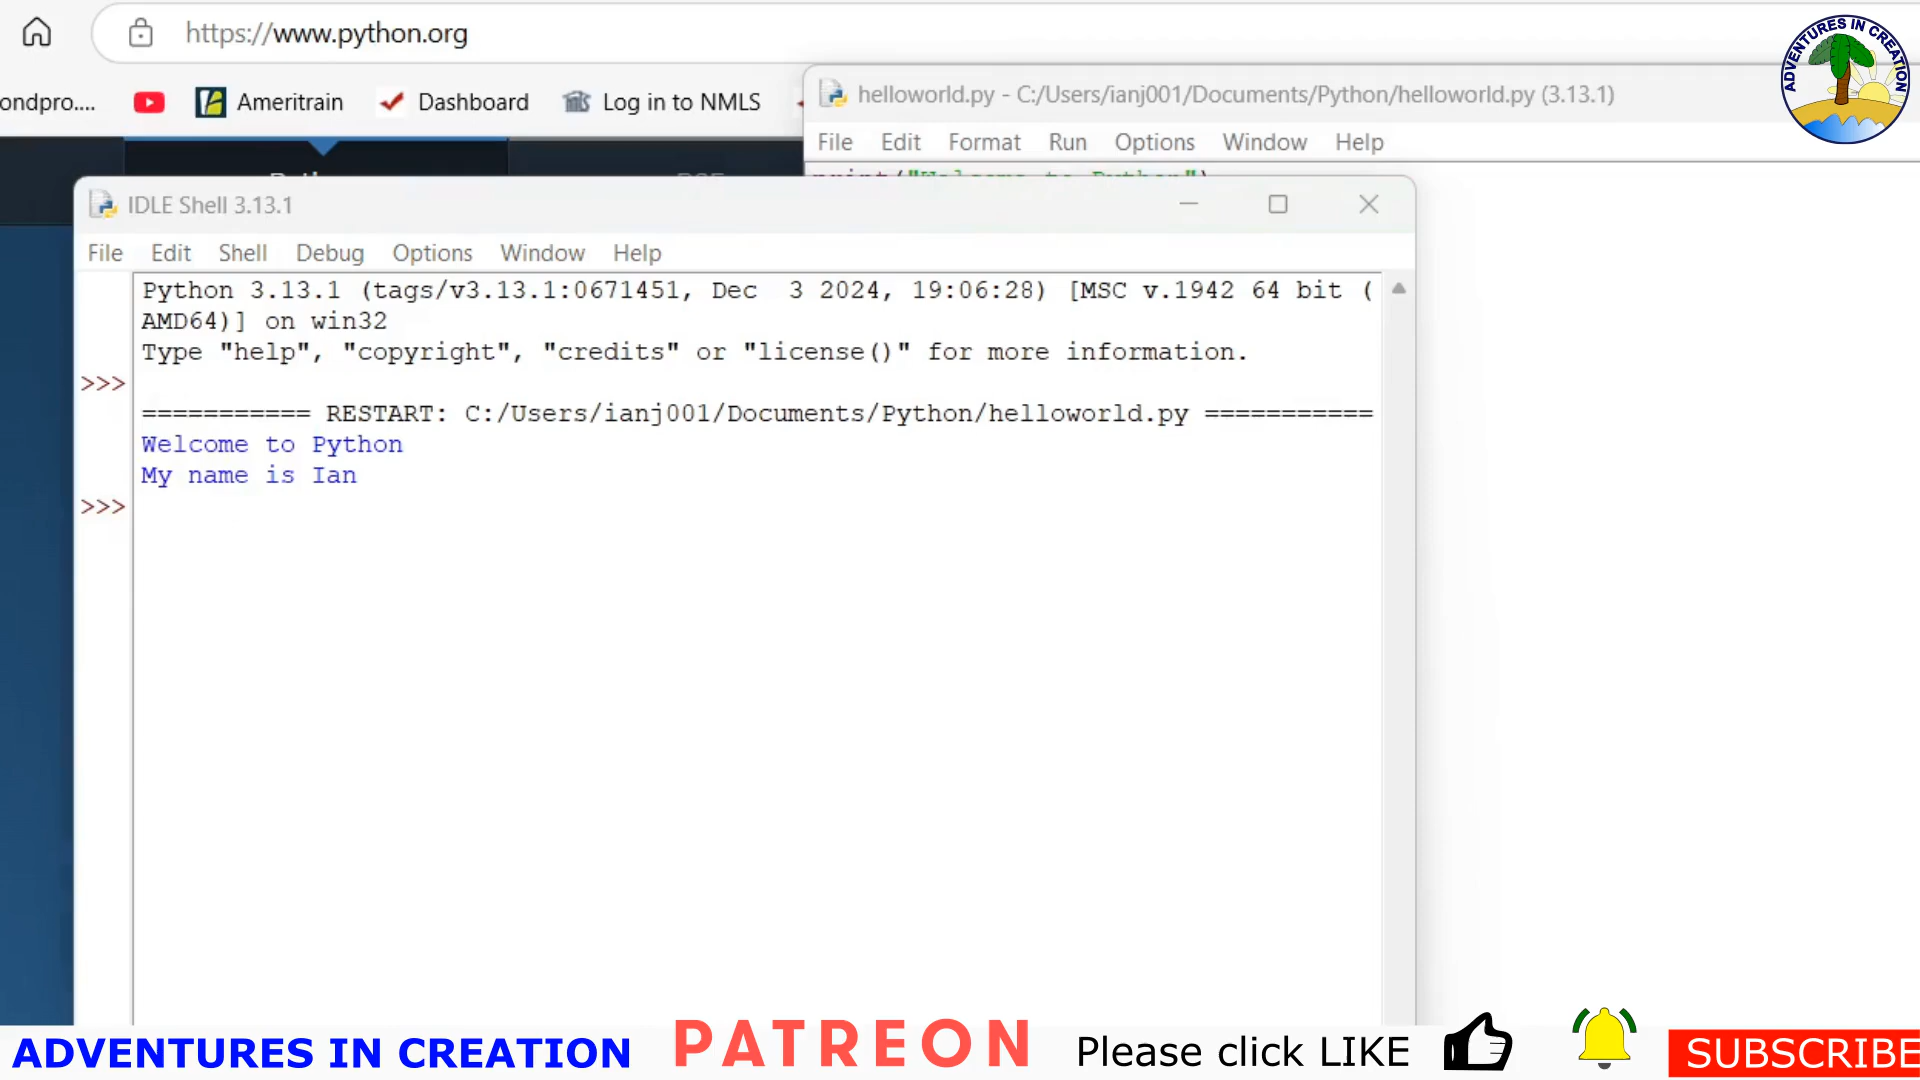 https://www.python.org
ADVENTURES IN CREATION
ondpro....
Ameritrain
Dashboard
Log in to NMLS
helloworld.py - C:/Users/ianj001/Documents/Python/helloworld.py (3.13.1)
File Edit Format Run Options Window Help
print("Welcome to Python")
IDLE Shell 3.13.1
File Edit Shell Debug Options Window Help
Python 3.13.1 (tags/v3.13.1:0671451, Dec  3 2024, 19:06:28) [MSC v.1942 64 bit (
AMD64)] on win32
Type "help", "copyright", "credits" or "license()" for more information.
>>>
=========== RESTART: C:/Users/ianj001/Documents/Python/helloworld.py ===========
Welcome to Python
My name is Ian
>>>
ADVENTURES IN CREATION PATREON Please click LIKE SUBSCRIBE